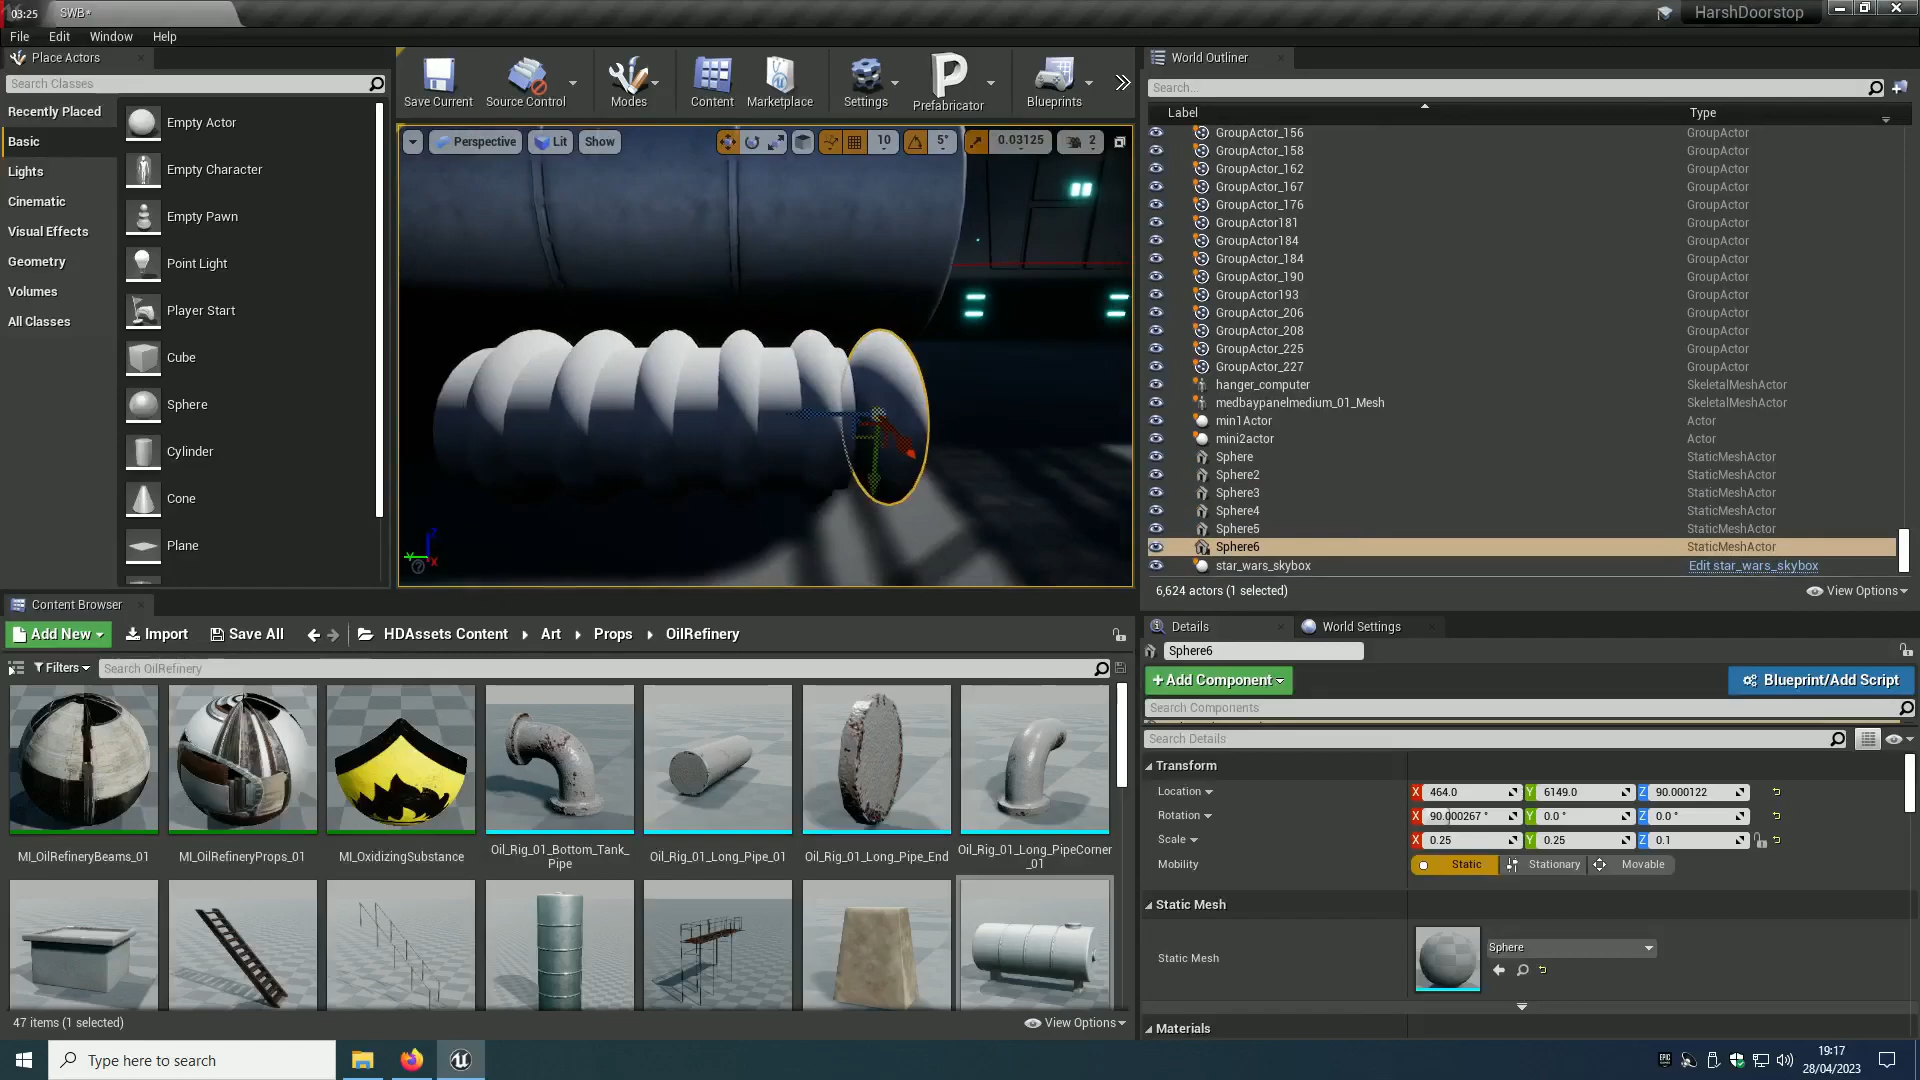 03:25
SWB*
HarshDoorstop
File Edit Window Help
Place Actors
Search Classes
Recently Placed
Basic
Lights
Cinematic
Visual Effects
Geometry
Volumes
All Classes
Empty Actor
Empty Character
Empty Pawn
Point Light
Player Start
Cube
Sphere
Cylinder
Cone
Plane
Save Current
Source Control
Modes
Content
Marketplace
Settings
Prefabricator
Blueprints
Perspective Lit Show 10 5° 0.03125 2
World Outliner
Search...
Label Type
GroupActor_156 GroupActor
GroupActor_158 GroupActor
GroupActor_162 GroupActor
GroupActor_167 GroupActor
GroupActor_176 GroupActor
GroupActor181 GroupActor
GroupActor184 GroupActor
GroupActor_184 GroupActor
GroupActor_190 GroupActor
GroupActor193 GroupActor
GroupActor_206 GroupActor
GroupActor_208 GroupActor
GroupActor_225 GroupActor
GroupActor_227 GroupActor
hanger_computer SkeletalMeshActor
medbaypanelmedium_01_Mesh SkeletalMeshActor
min1Actor Actor
mini2actor Actor
Sphere StaticMeshActor
Sphere2 StaticMeshActor
Sphere3 StaticMeshActor
Sphere4 StaticMeshActor
Sphere5 StaticMeshActor
Sphere6 StaticMeshActor
star_wars_skybox Edit star_wars_skybox
6,624 actors (1 selected) View Options
Content Browser
Add New Import Save All HDAssets Content Art Props OilRefinery
Filters Search OilRefinery
MI_OilRefineryBeams_01
MI_OilRefineryProps_01
MI_OxidizingSubstance
Oil_Rig_01_Bottom_Tank_
Pipe
Oil_Rig_01_Long_Pipe_01
Oil_Rig_01_Long_Pipe_End
Oil_Rig_01_Long_PipeCorner
_01
47 items (1 selected) View Options
Details World Settings
Sphere6
+Add Component Blueprint/Add Script
Search Components
Search Details
Transform
Location X 464.0 Y 6149.0 Z 90.000122
Rotation X 90.000267 ° Y 0.0 ° Z 0.0 °
Scale X 0.25 Y 0.25 Z 0.1
Mobility Static Stationary Movable
Static Mesh
Static Mesh Sphere
Materials
Type here to search
EPIC GAMES
19:17
28/04/2023